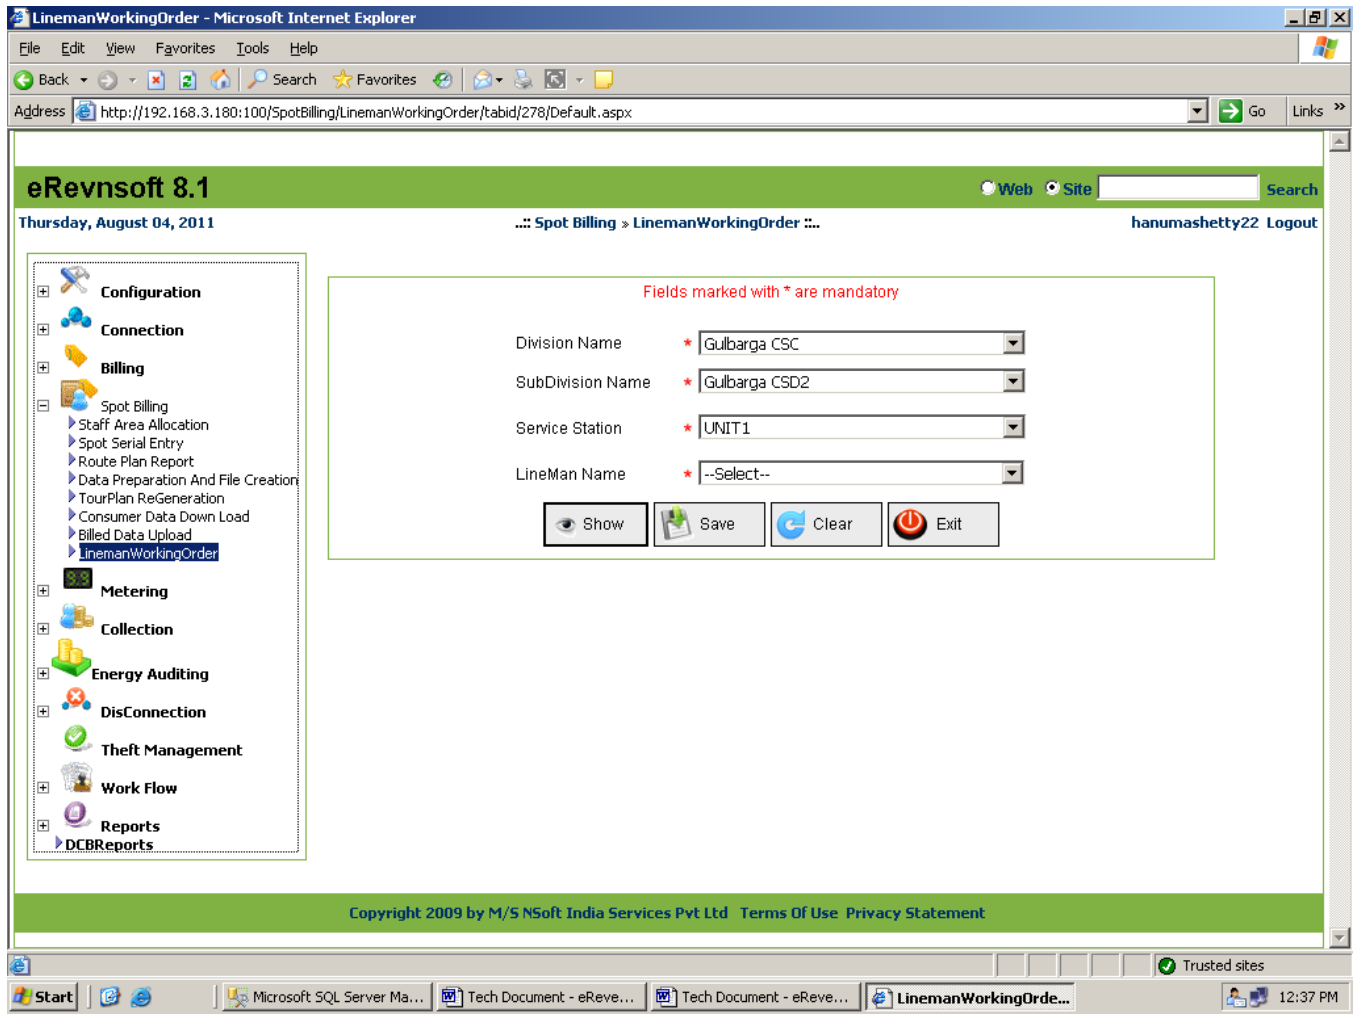 LinemanWorkingOrder - Microsoft Internet Explorer
File Edit View Favorites Tools Help
Back Search Favorites
Address http://192.168.3.180:100/SpotBilling/LinemanWorkingOrder/tabid/278/Default.aspx Go Links »
eRevnsoft 8.1 Web Site Search
Thursday, August 04, 2011 ..:: Spot Billing » LinemanWorkingOrder ::.. hanumashetty22 Logout
Configuration
Connection
Billing
Spot Billing
Staff Area Allocation
Spot Serial Entry
Route Plan Report
Data Preparation And File Creation
TourPlan ReGeneration
Consumer Data Down Load
Billed Data Upload
LinemanWorkingOrder
Metering
Collection
Energy Auditing
DisConnection
Theft Management
Work Flow
Reports
DCBReports
Fields marked with * are mandatory
Division Name * Gulbarga CSC
SubDivision Name * Gulbarga CSD2
Service Station * UNIT1
LineMan Name * --Select--
Show Save Clear Exit
Copyright 2009 by M/S NSoft India Services Pvt Ltd Terms Of Use Privacy Statement
Trusted sites
Start Microsoft SQL Server Ma... Tech Document - eReve... Tech Document - eReve... LinemanWorkingOrde... 12:37 PM